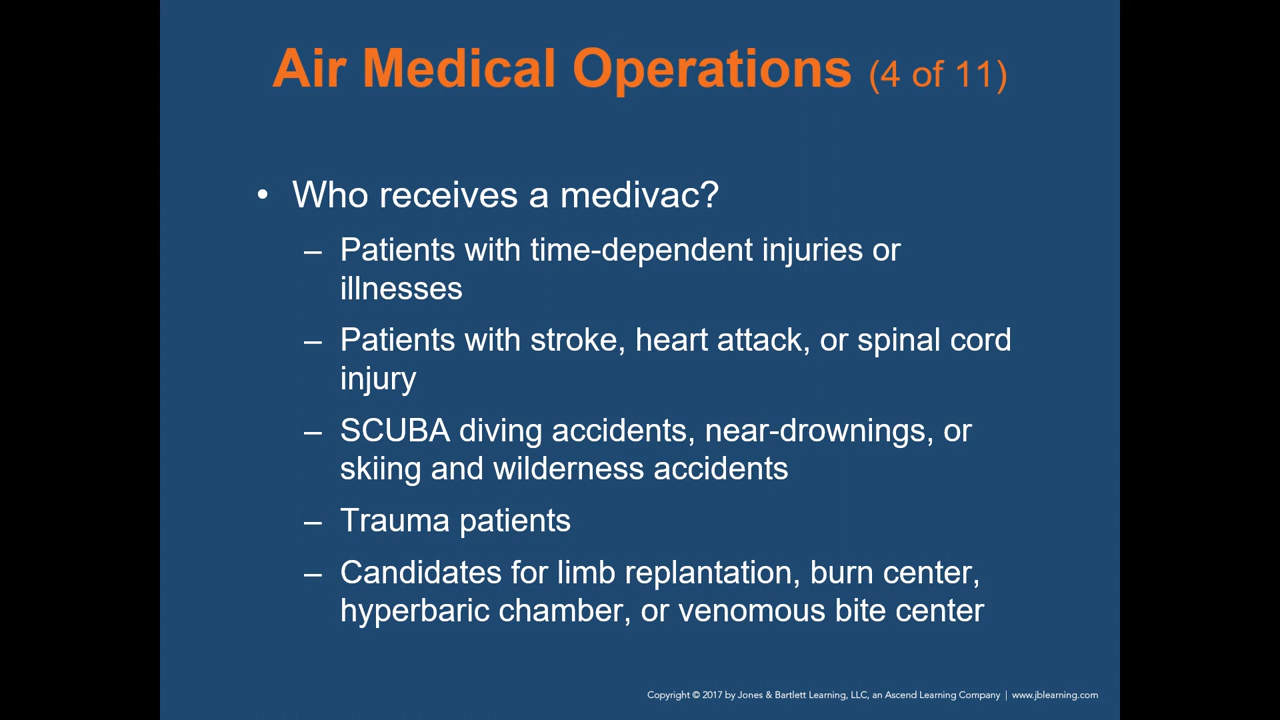 Air Medical Operations (4 of 11)
• Who receives a medivac?
– Patients with time-dependent injuries or
illnesses
– Patients with stroke, heart attack, or spinal cord
injury
– SCUBA diving accidents, near-drownings, or
skiing and wilderness accidents
– Trauma patients
– Candidates for limb replantation, burn center,
hyperbaric chamber, or venomous bite center
Copyright © 2017 by Jones & Bartlett Learning, LLC, an Ascend Learning Company | www.jblearning.com